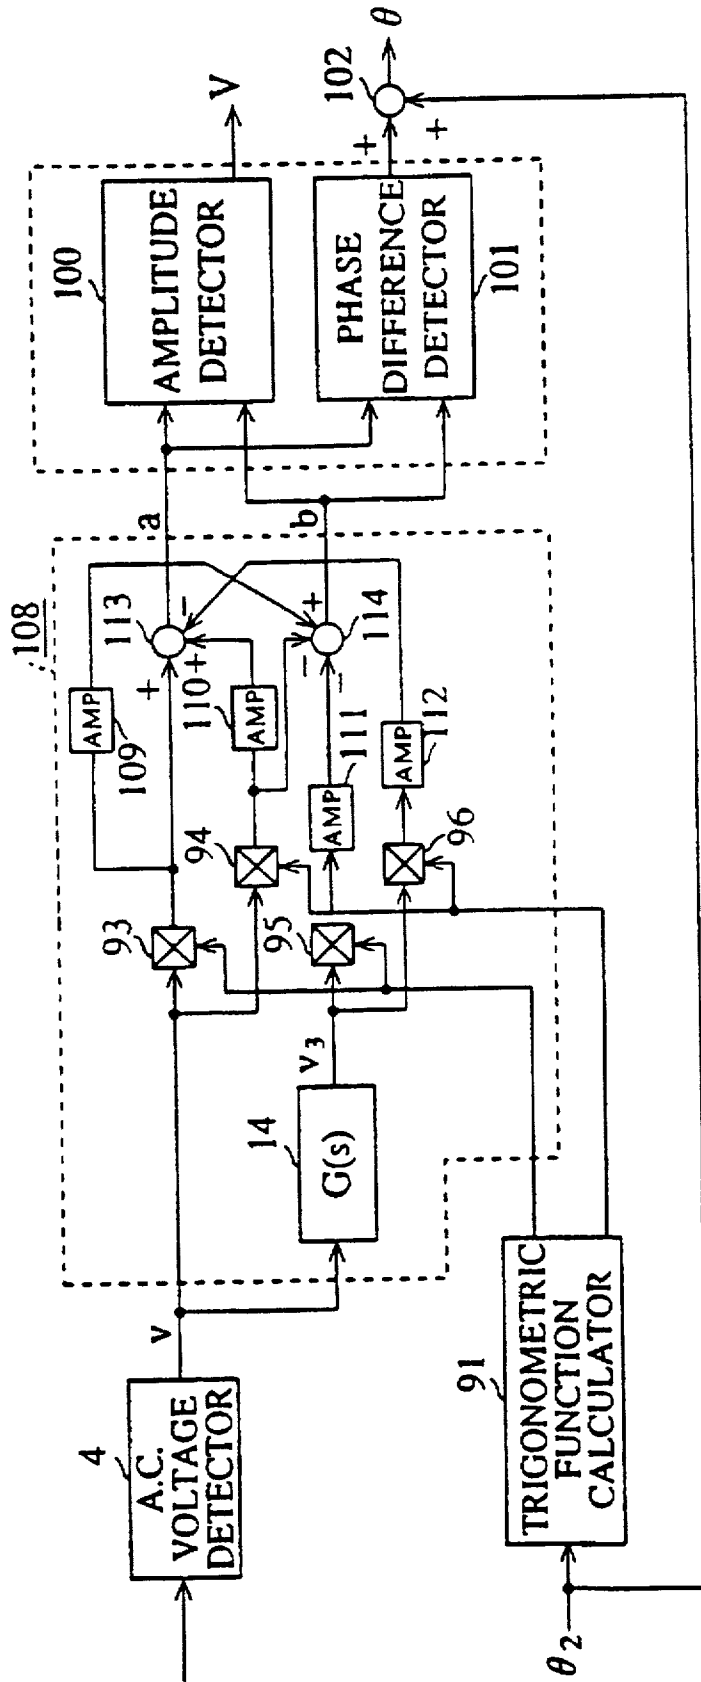 108
4
A.C.
VOLTAGE
DETECTOR
v
14
G(s)
v3
93
94
95
96
109
AMP
110
AMP
111
AMP
112
AMP
113
+
+
-
114
-
-
+
a
b
100
AMPLITUDE
DETECTOR
V
PHASE
DIFFERENCE
DETECTOR
101
102
+
+
θ
91
TRIGONOMETRIC
FUNCTION
CALCULATOR
θ2